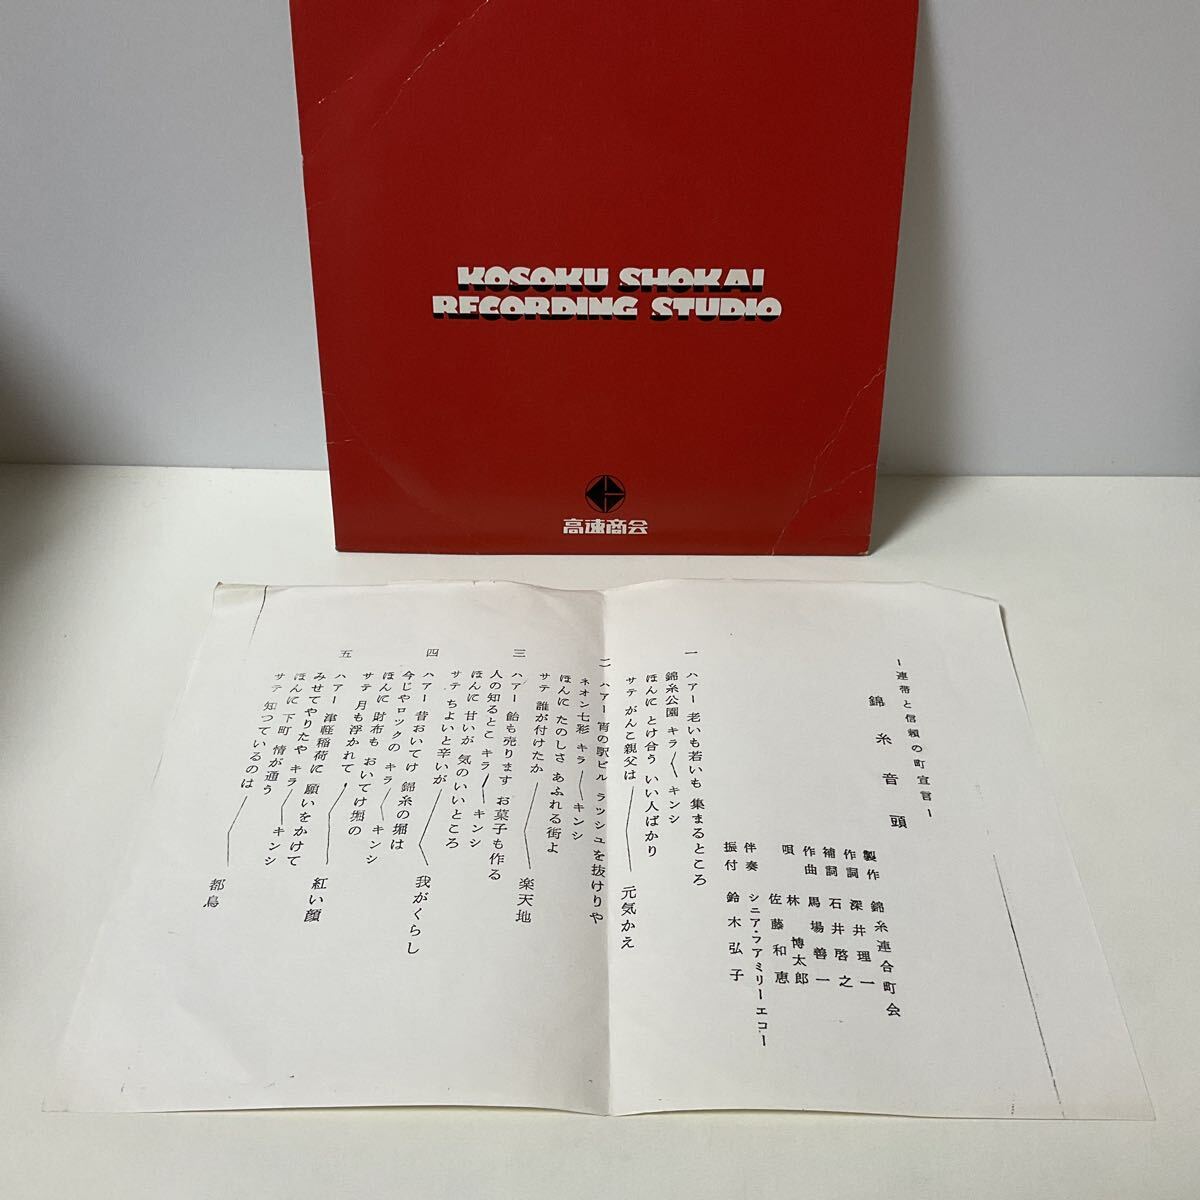 KOSOKU SHOKAI
RECORDING STUDIO
高速商会
ー連帯と信頼の町宣言ー
錦糸音頭
製作 錦糸連合町会
作詞 深井理一
補詞 石井啓之
作曲 馬場善一
唄 林博太郎
佐藤和恵
伴奏 シニア・ファミリーエコー
振付 鈴木弘子
一 ハアー 老いも若いも 集まるところ
錦糸公園 キラ〱 キンシ
ほんに とけ合う いい人ばかり
サテ がんこ親父は 〱 元気かえ
二 ハアー 宵の駅ビル ラッシュを抜けりや
ネオン七彩 キラ〱 キンシ
ほんに たのしさ あふれる街よ
サテ 誰が付けたか 〱 楽天地
三 ハアー 飴も売ります お菓子も作る
人の知るとこ キラ〱 キンシ
ほんに 甘いが 気のいいところ
サテ ちよいと辛いが 〱 我がくらし
四 ハアー 昔おいてけ 錦糸の堀は
今じやロックの キラ〱 キンシ
ほんに 財布も おいてけ堀の
サテ 月も浮かれて 〱 紅い顔
五 ハアー 津軽稲荷に 願いをかけて
みせてやりたや キラ〱 キンシ
ほんに 下町 情が通う
サテ 知つているのは 〱 都鳥